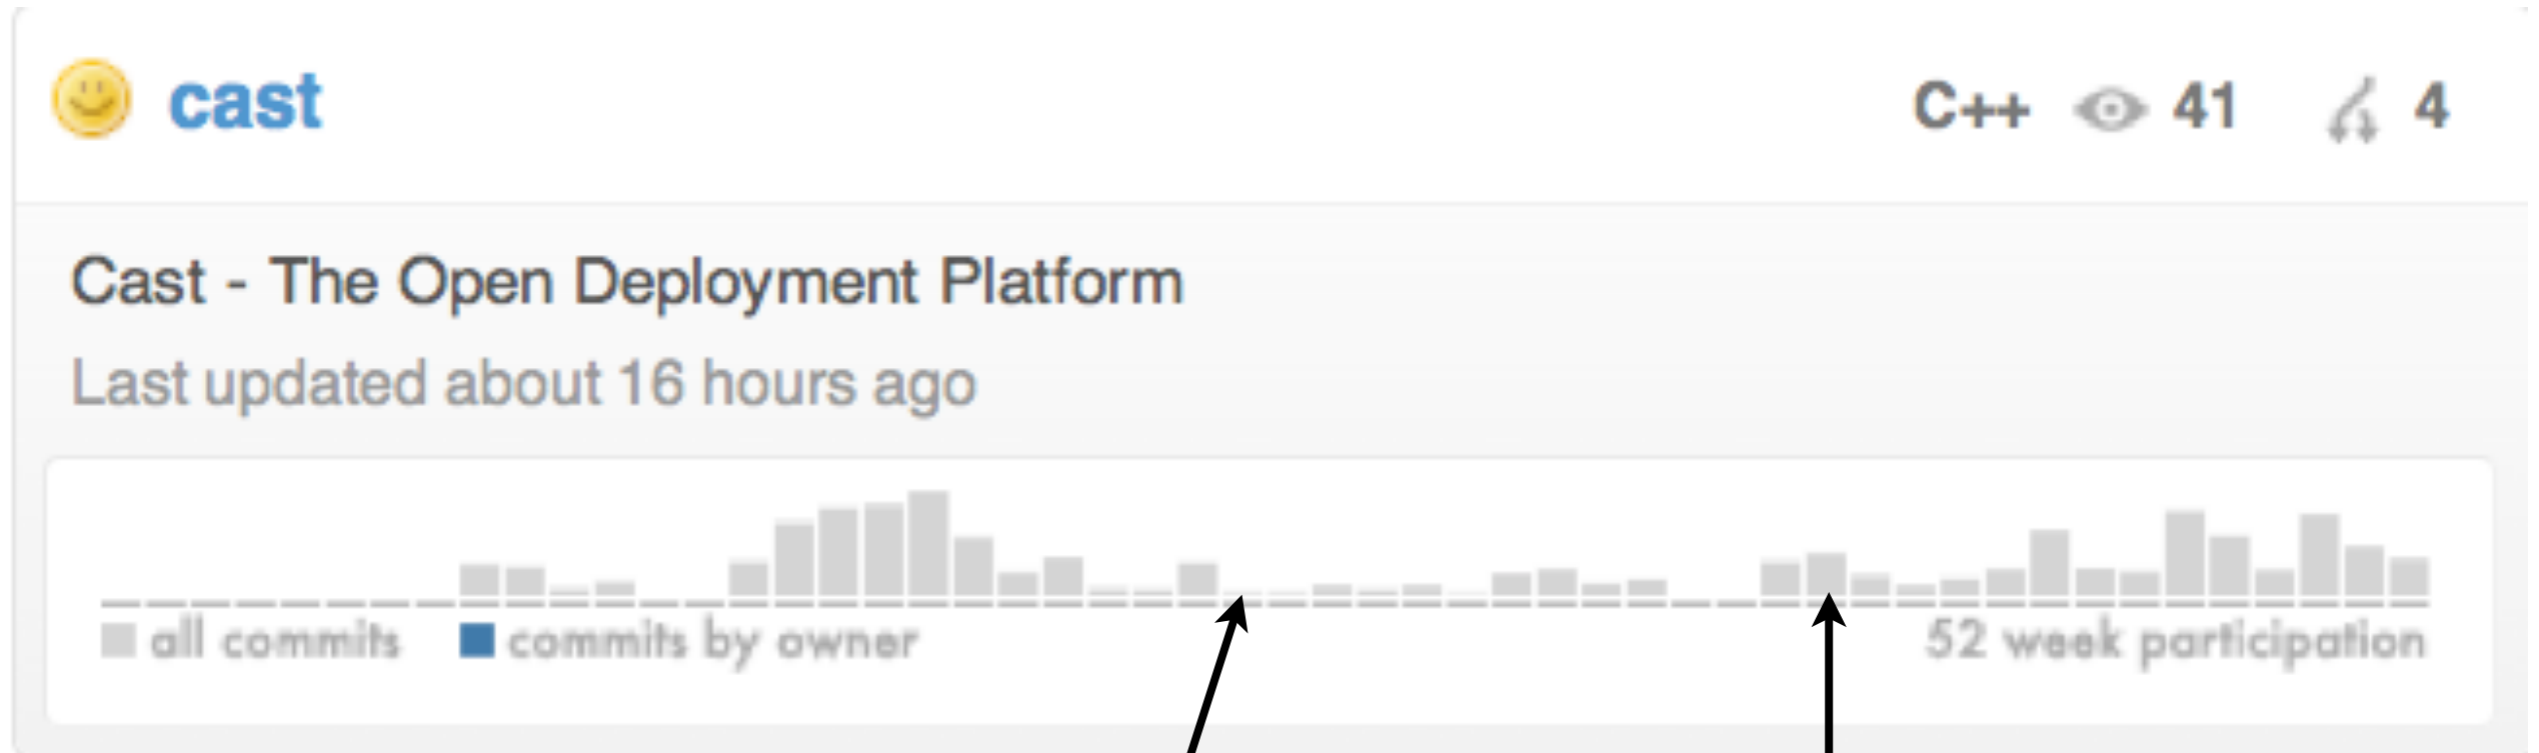 cast C++ 41 4
Cast - The Open Deployment Platform
Last updated about 16 hours ago
all commits commits by owner 52 week participation